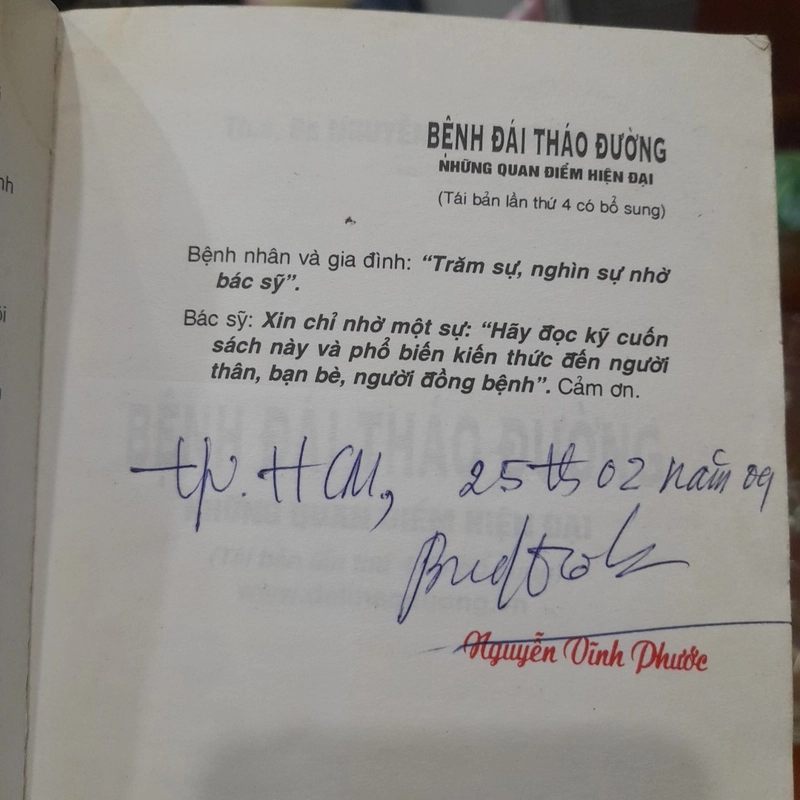 BỆNH ĐÁI THÁO ĐƯỜNG
NHỮNG QUAN ĐIỂM HIỆN ĐẠI
(Tái bản lần thứ 4 có bổ sung)
Bệnh nhân và gia đình: “Trăm sự, nghìn sự nhờ
bác sỹ”.
Bác sỹ: Xin chỉ nhờ một sự: “Hãy đọc kỹ cuốn
sách này và phổ biến kiến thức đến người
thân, bạn bè, người đồng bệnh”. Cảm ơn.
tp. HCM, 25 th 02 năm 09
Nguyễn Vĩnh Phước